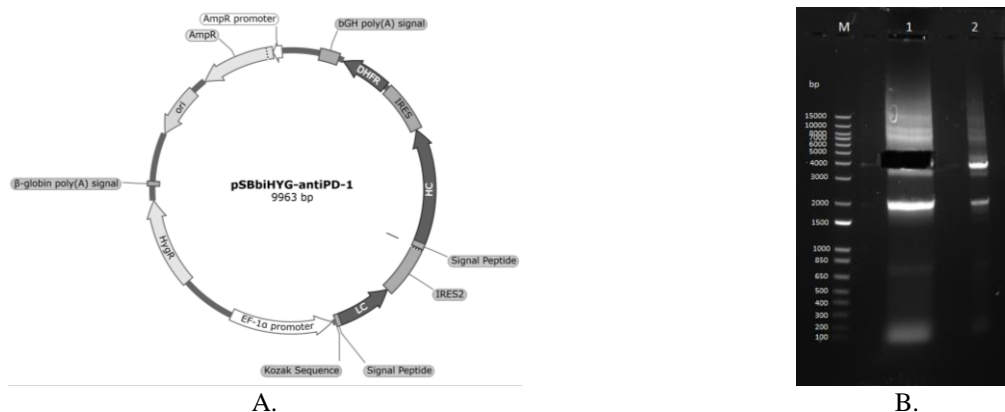 AmpR promoter
AmpR
bGH poly(A) signal
DHFR
IRES
ori
β-globin poly(A) signal
pSBbiHYG-antiPD-1
9963 bp
HC
HygR
Signal Peptide
IRES2
LC
EF-1α promoter
Kozak Sequence
Signal Peptide
A.
M 1 2
bp
15000
10000
8000
7000
6000
5000
4000
3000
2000
1500
1000
850
650
500
400
300
200
100
B.